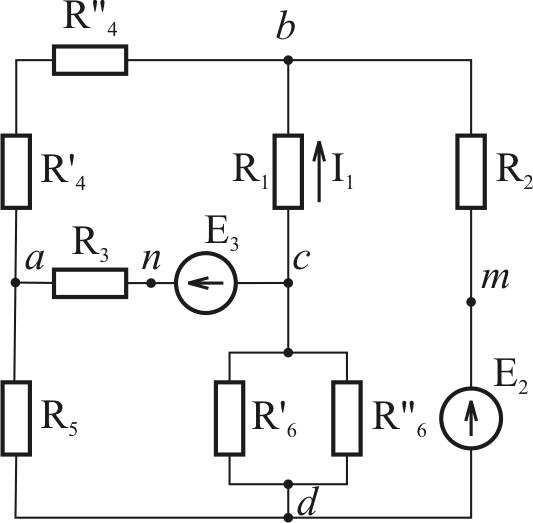 R"₄
b
R'₄
R₁
I₁
R₂
a
R₃
n
E₃
c
m
R₅
R'₆
R"₆
E₂
d